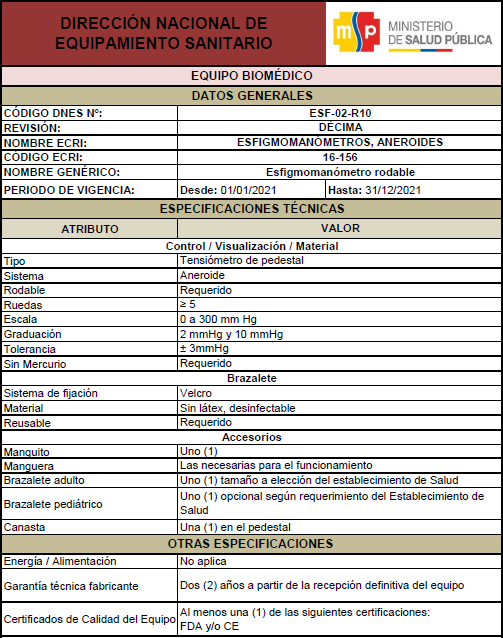 DIRECCIÓN NACIONAL DE
EQUIPAMIENTO SANITARIO
msp
MINISTERIO
DE SALUD PÚBLICA
EQUIPO BIOMÉDICO
DATOS GENERALES
CÓDIGO DNES Nº: ESF-02-R10
REVISIÓN: DÉCIMA
NOMBRE ECRI: ESFIGMOMANÓMETROS, ANEROIDES
CÓDIGO ECRI: 16-156
NOMBRE GENÉRICO: Esfigmomanómetro rodable
PERIODO DE VIGENCIA: Desde: 01/01/2021 Hasta: 31/12/2021
ESPECIFICACIONES TÉCNICAS
ATRIBUTO VALOR
Control / Visualización / Material
Tipo Tensiómetro de pedestal
Sistema Aneroide
Rodable Requerido
Ruedas ≥ 5
Escala 0 a 300 mm Hg
Graduación 2 mmHg y 10 mmHg
Tolerancia ± 3mmHg
Sin Mercurio Requerido
Brazalete
Sistema de fijación Velcro
Material Sin látex, desinfectable
Reusable Requerido
Accesorios
Manguito Uno (1)
Manguera Las necesarias para el funcionamiento
Brazalete adulto Uno (1) tamaño a elección del establecimiento de Salud
Brazalete pediátrico Uno (1) opcional según requerimiento del Establecimiento de
Salud
Canasta Una (1) en el pedestal
OTRAS ESPECIFICACIONES
Energía / Alimentación No aplica
Garantía técnica fabricante Dos (2) años a partir de la recepción definitiva del equipo
Certificados de Calidad del Equipo Al menos una (1) de las siguientes certificaciones:
FDA y/o CE